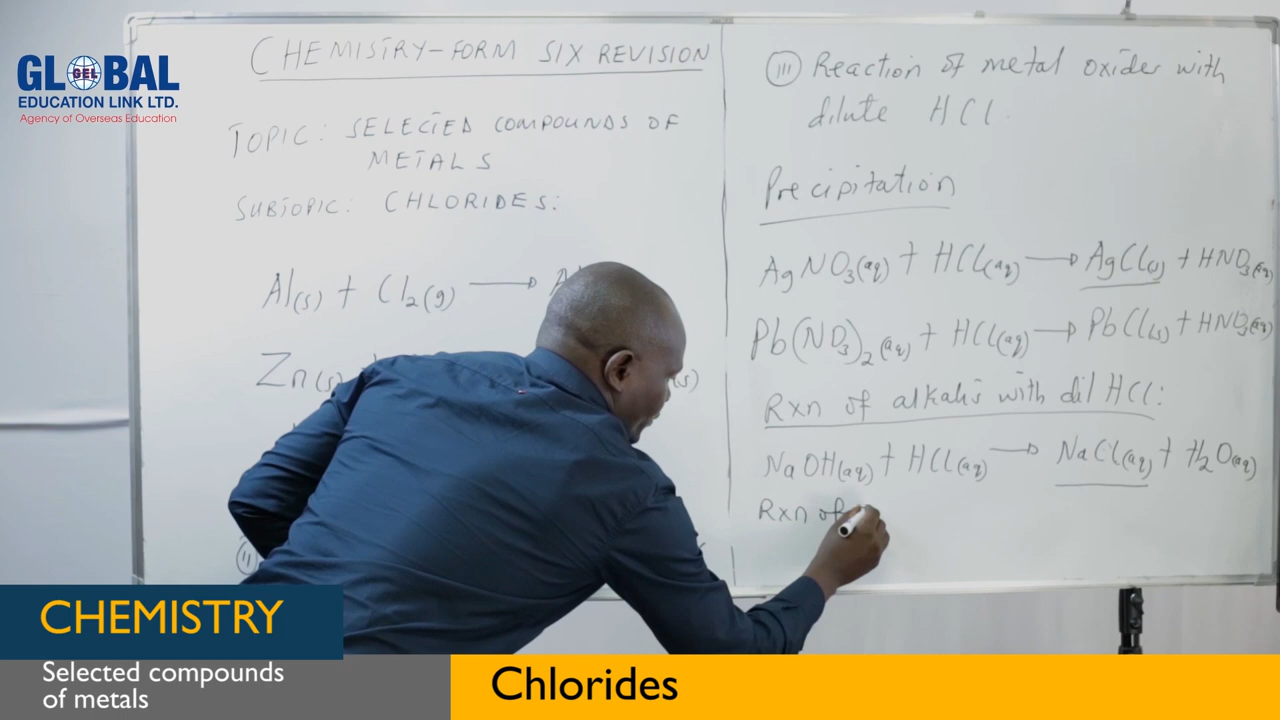 GLOBAL
GEL
EDUCATION LINK LTD.
Agency of Overseas Education
CHEMISTRY-FORM SIX REVISION
TOPIC: SELECTED COMPOUNDS OF
METALS
SUBTOPIC: CHLORIDES:
Al(s) + Cl2(g) → Al
Zn(s) +
(s)
(ii)
(iii) Reaction of metal oxides with
dilute HCl.
Precipitation
AgNO3(aq) + HCl(aq) → AgCl(s) + HNO3(aq)
Pb(NO3)2(aq) + HCl(aq) → PbCl(s) + HNO3(aq)
Rxn of alkalis with dil HCl:
NaOH(aq) + HCl(aq) → NaCl(aq) + H2O(aq)
Rxn of
CHEMISTRY
Selected compounds
of metals
Chlorides